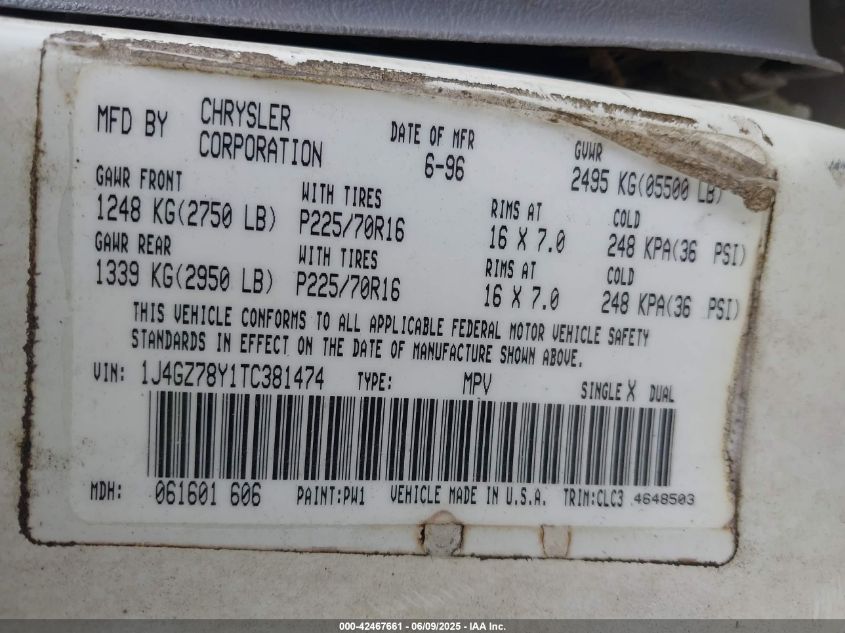 MFD BY CHRYSLER CORPORATION DATE OF MFR 6-96 GVWR 2495 KG(05500 LB)
GAWR FRONT WITH TIRES RIMS AT COLD
1248 KG(2750 LB) P225/70R16 16 X 7.0 248 KPA(36 PSI)
GAWR REAR WITH TIRES RIMS AT COLD
1339 KG(2950 LB) P225/70R16 16 X 7.0 248 KPA(36 PSI)
THIS VEHICLE CONFORMS TO ALL APPLICABLE FEDERAL MOTOR VEHICLE SAFETY
STANDARDS IN EFFECT ON THE DATE OF MANUFACTURE SHOWN ABOVE.
VIN: 1J4GZ78Y1TC381474 TYPE: MPV SINGLE X DUAL
MDH: 061601 606 PAINT:PW1 VEHICLE MADE IN U.S.A. TRIM:CLC3 4648503
000-42467661 - 06/09/2025 - IAA Inc.